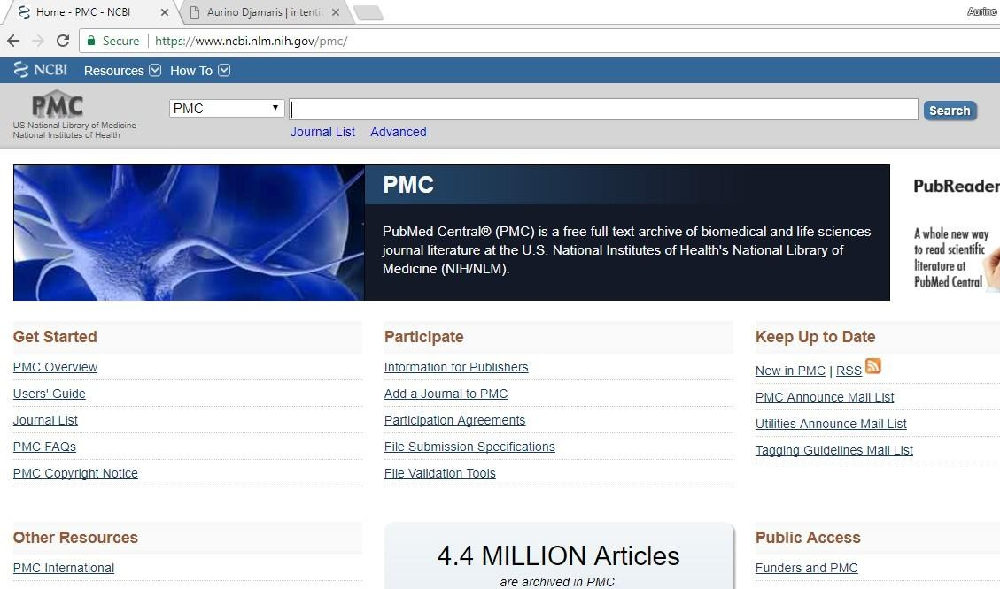 Home - PMC - NCBI
Aurino Djamaris | intenti
Aurino
Secure
https://www.ncbi.nlm.nih.gov/pmc/
NCBI
Resources
How To
PMC
US National Library of Medicine
National Institutes of Health
PMC
Search
Journal List
Advanced
PMC
PubMed Central® (PMC) is a free full-text archive of biomedical and life sciences
journal literature at the U.S. National Institutes of Health's National Library of
Medicine (NIH/NLM).
PubReader
A whole new way
to read scientific
literature at
PubMed Central
Get Started
PMC Overview
Users' Guide
Journal List
PMC FAQs
PMC Copyright Notice
Participate
Information for Publishers
Add a Journal to PMC
Participation Agreements
File Submission Specifications
File Validation Tools
Keep Up to Date
New in PMC | RSS
PMC Announce Mail List
Utilities Announce Mail List
Tagging Guidelines Mail List
Other Resources
PMC International
4.4 MILLION Articles
are archived in PMC.
Public Access
Funders and PMC